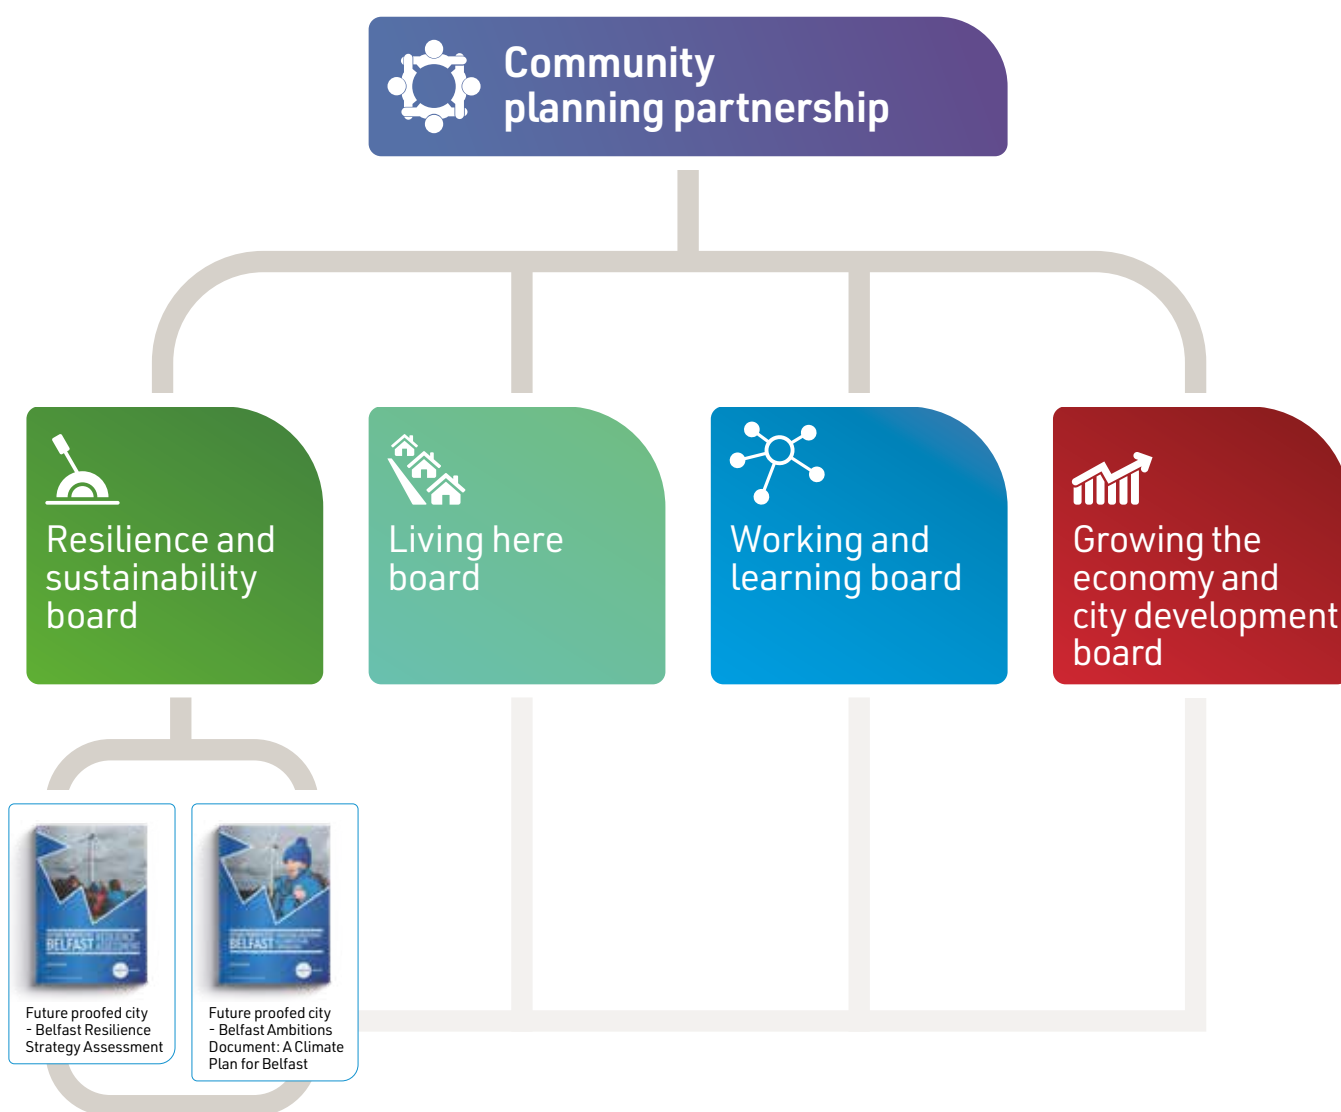 Community
planning partnership
Resilience and
sustainability
board
Living here
board
Working and
learning board
Growing the
economy and
city development
board
BELFAST
BELFAST
Future proofed city
- Belfast Resilience
Strategy Assessment
Future proofed city
- Belfast Ambitions
Document: A Climate
Plan for Belfast